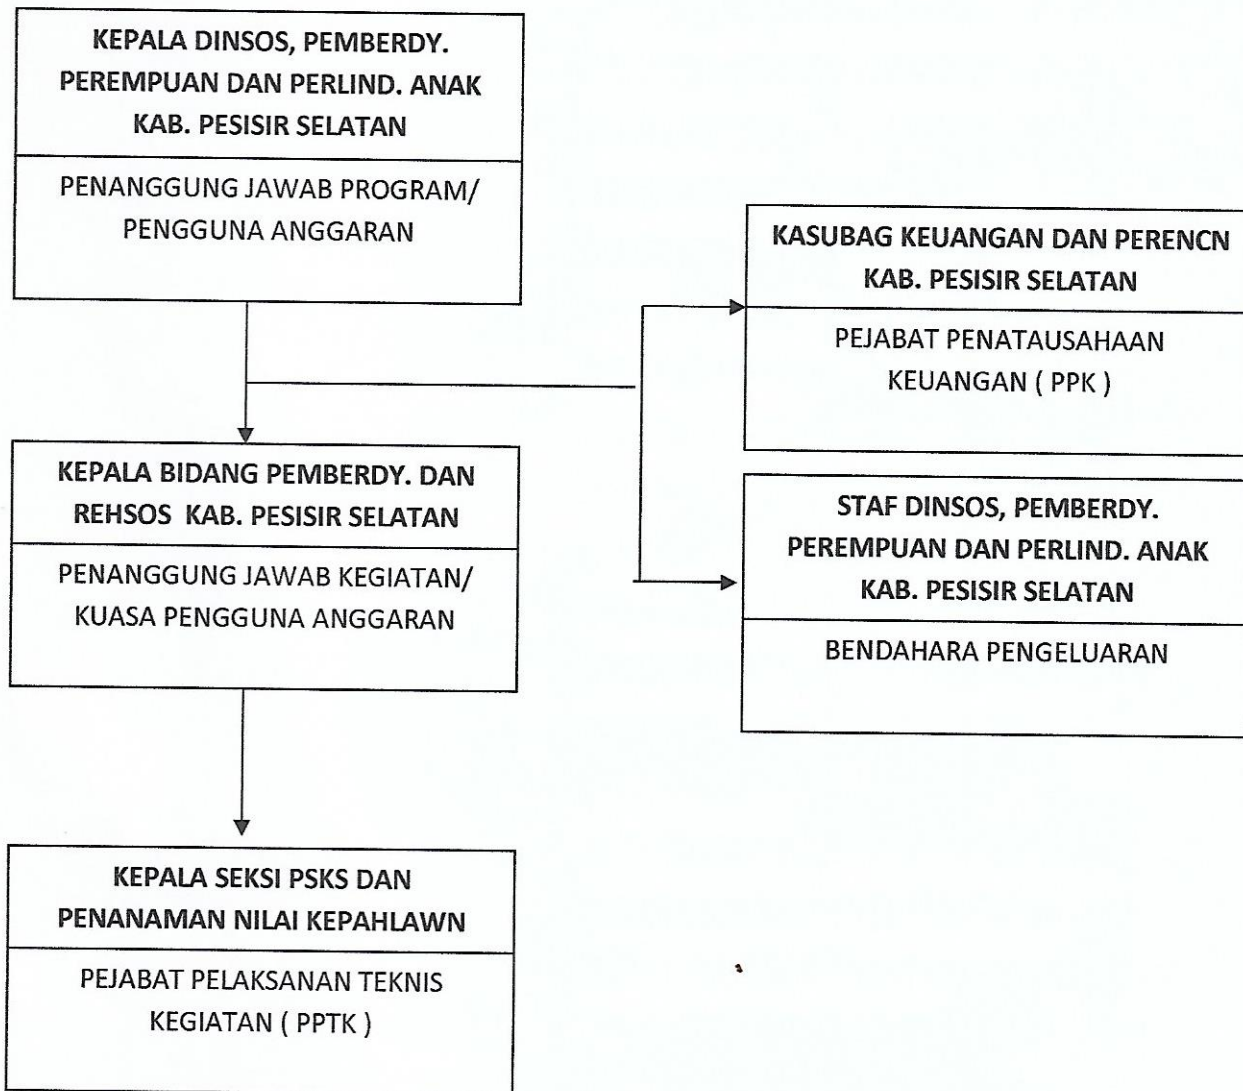 KEPALA DINSOS, PEMBERDY.
PEREMPUAN DAN PERLIND. ANAK
KAB. PESISIR SELATAN
PENANGGUNG JAWAB PROGRAM/
PENGGUNA ANGGARAN
KASUBAG KEUANGAN DAN PERENCN
KAB. PESISIR SELATAN
PEJABAT PENATAUSAHAAN
KEUANGAN ( PPK )
KEPALA BIDANG PEMBERDY. DAN
REHSOS KAB. PESISIR SELATAN
PENANGGUNG JAWAB KEGIATAN/
KUASA PENGGUNA ANGGARAN
STAF DINSOS, PEMBERDY.
PEREMPUAN DAN PERLIND. ANAK
KAB. PESISIR SELATAN
BENDAHARA PENGELUARAN
KEPALA SEKSI PSKS DAN
PENANAMAN NILAI KEPAHLAWN
PEJABAT PELAKSANAN TEKNIS
KEGIATAN ( PPTK )